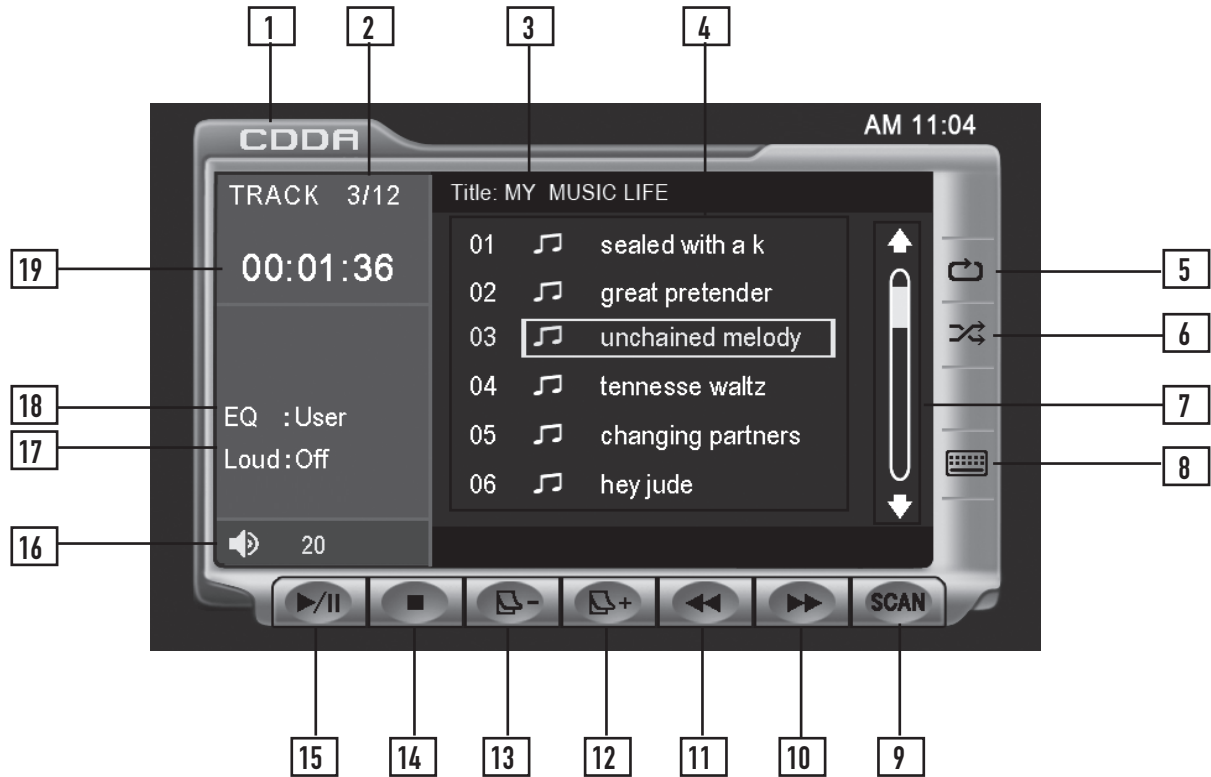 1 2 3 4
CDDA
AM 11:04
TRACK 3/12
00:01:36
EQ :User
Loud:Off
20
Title: MY MUSIC LIFE
01 sealed with a k
02 great pretender
03 unchained melody
04 tennesse waltz
05 changing partners
06 hey jude
- + SCAN
19
18
17
16
5
6
7
8
15 14 13 12 11 10 9